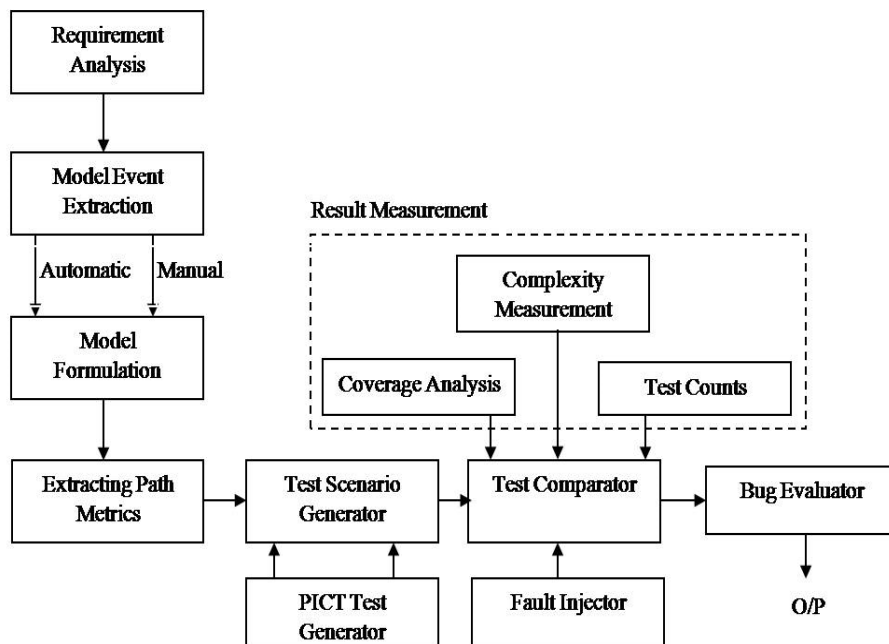 Requirement
Analysis
Model Event
Extraction
Automatic
Manual
Model
Formulation
Result Measurement
Complexity
Measurement
Coverage Analysis
Test Counts
Extracting Path
Metrics
Test Scenario
Generator
Test Comparator
Bug Evaluator
PICT Test
Generator
Fault Injector
O/P